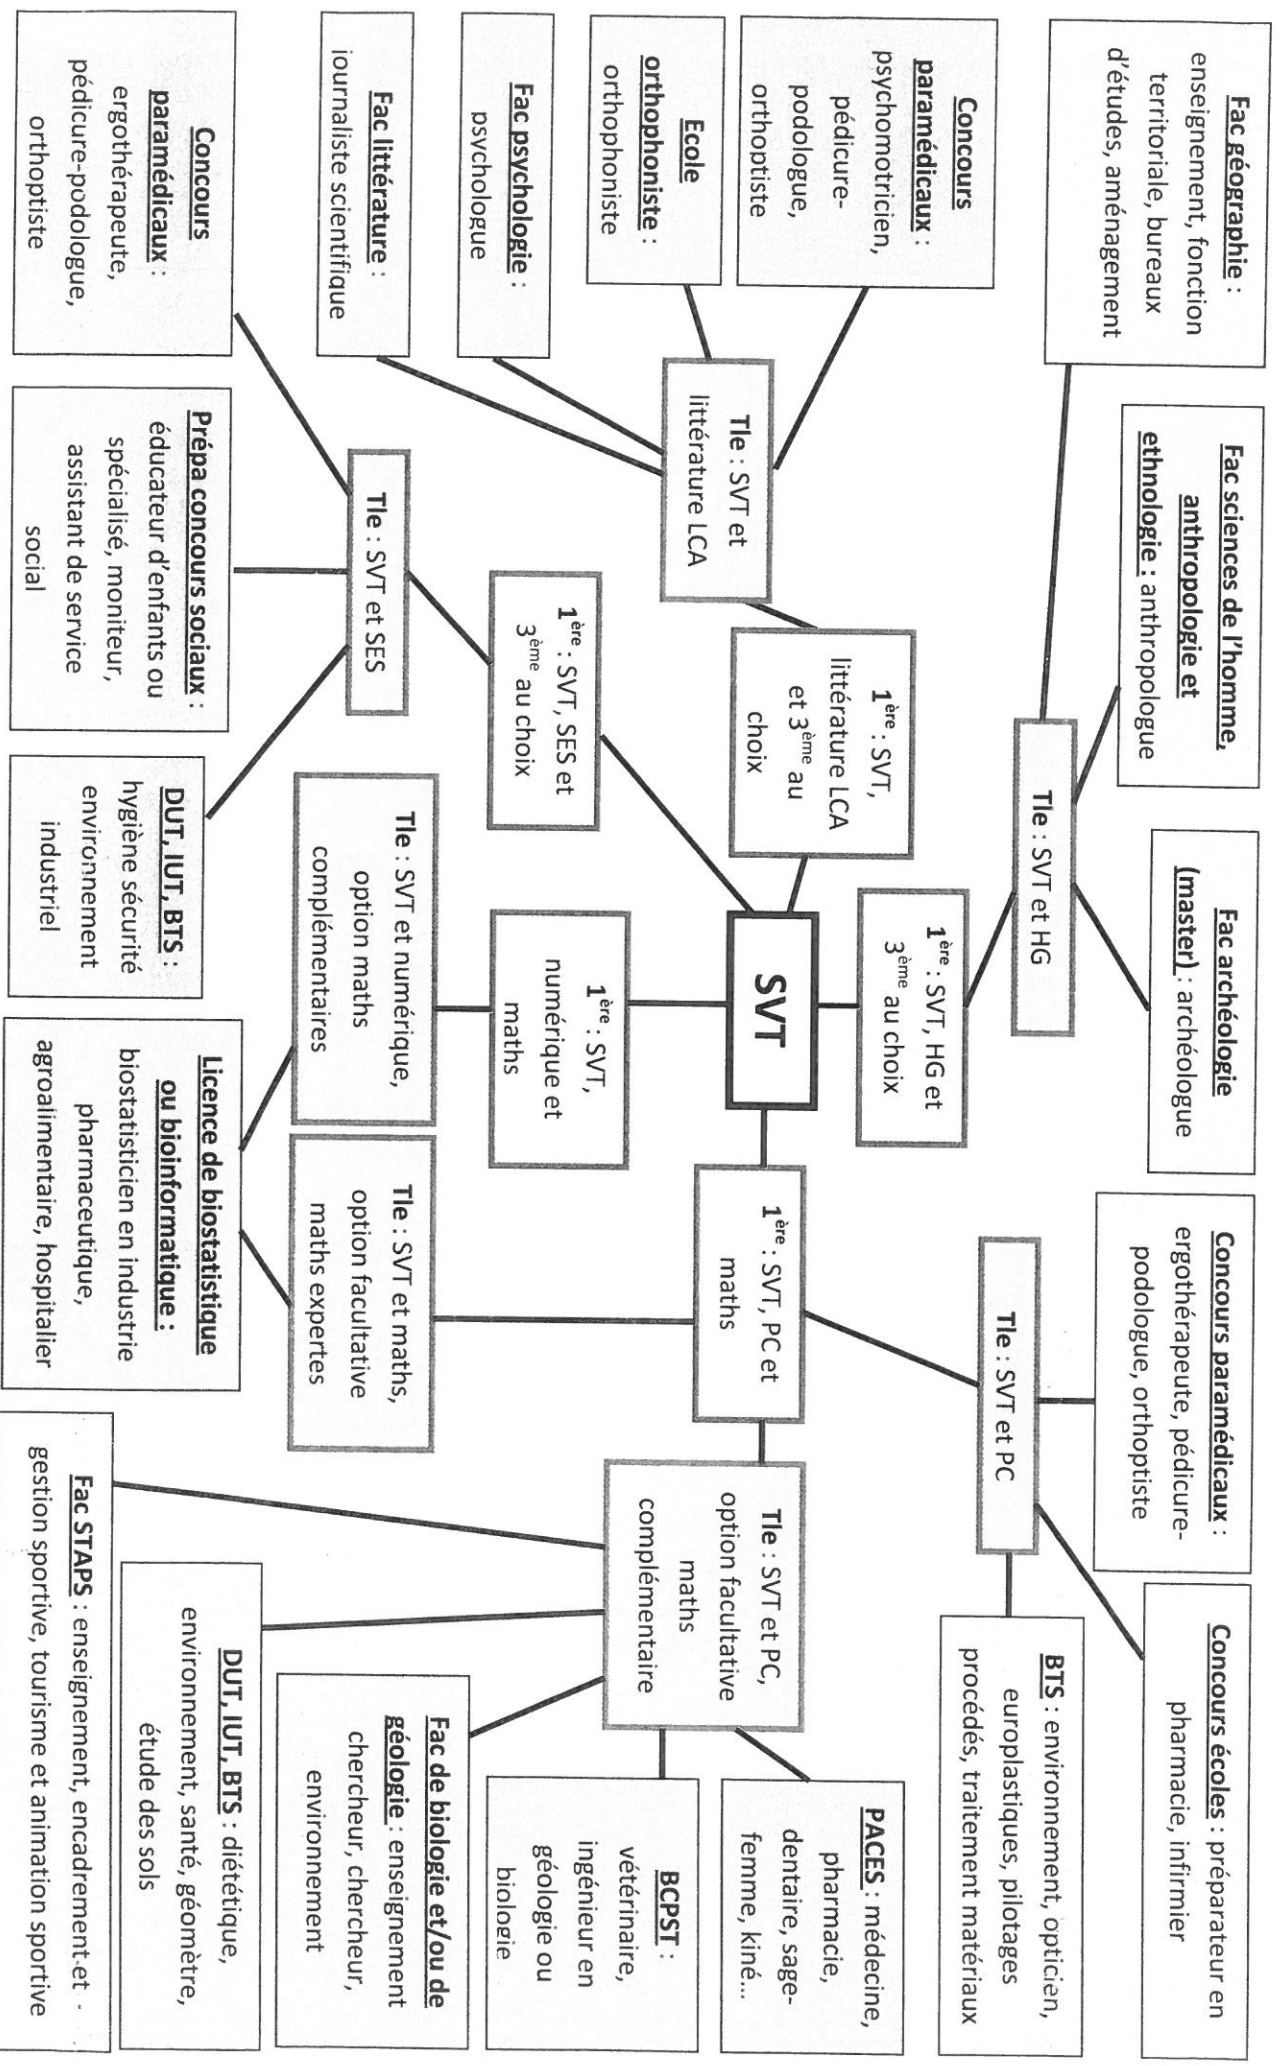 Fac géographie :
enseignement, fonction
territoriale, bureaux
d'études, aménagement
Fac sciences de l'homme,
anthropologie et
ethnologie : anthropologue
Fac archéologie
(master) : archéologue
Concours paramédicaux :
ergothérapeute, pédicure-
podologue, orthoptiste
Concours écoles : préparateur en
pharmacie, infirmier
Tle : SVT et HG
Tle : SVT et PC
BTS : environnement, opticien,
europlastiques, pilotages
procédés, traitement matériaux
Concours
paramédicaux :
psychomotricien,
pédicure-
podologue,
orthoptiste
1ère : SVT, HG et
3ème au choix
Ecole
orthophoniste :
orthophoniste
Tle : SVT et
littérature LCA
1ère : SVT,
littérature LCA
et 3ème au
choix
SVT
1ère : SVT, PC et
maths
Tle : SVT et PC,
option facultative
maths
complémentaire
PACES : médecine,
pharmacie,
dentaire, sage-
femme, kiné...
Fac psychologie :
psychologue
1ère : SVT, SES et
3ème au choix
1ère : SVT,
numérique et
maths
BCPST :
vétérinaire,
ingénieur en
géologie ou
biologie
Fac littérature :
journaliste scientifique
Tle : SVT et SES
Tle : SVT et numérique,
option maths
complémentaires
Tle : SVT et maths,
option facultative
maths expertes
Fac de biologie et/ou de
géologie : enseignement
chercheur, chercheur,
environnement
Concours
paramédicaux :
ergothérapeute,
pédicure-podologue,
orthoptiste
Prépa concours sociaux :
éducateur d'enfants ou
spécialisé, moniteur,
assistant de service
social
DUT, IUT, BTS :
hygiène sécurité
environnement
industriel
Licence de biostatistique
ou bioinformatique :
biostatisticien en industrie
pharmaceutique,
agroalimentaire, hospitalier
DUT, IUT, BTS : diététique,
environnement, santé, géomètre,
étude des sols
Fac STAPS : enseignement, encadrement et
gestion sportive, tourisme et animation sportive